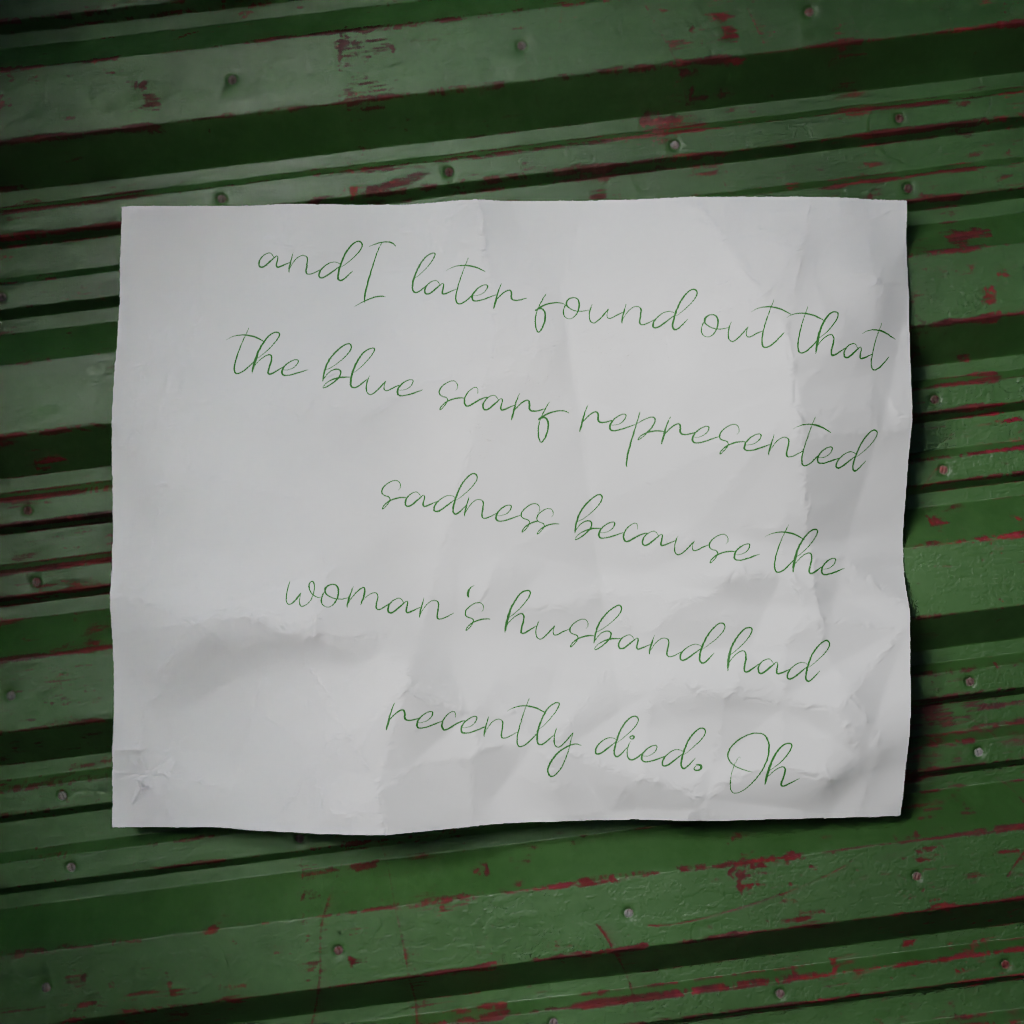 and I later found out that
the blue scarf represented
sadness because the
woman's husband had
recently died. Oh